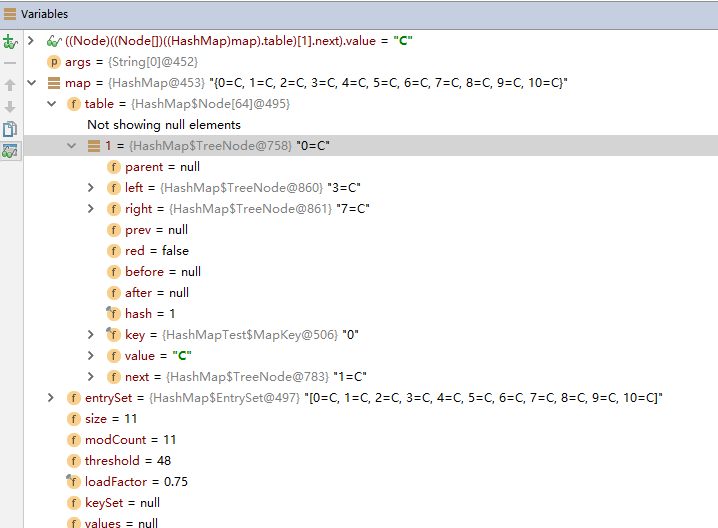 Variables
((Node)((Node[])((HashMap)map).table)[1].next).value = "C"
p args = {String[0]@452}
map = {HashMap@453} "{0=C, 1=C, 2=C, 3=C, 4=C, 5=C, 6=C, 7=C, 8=C, 9=C, 10=C}"
f table = {HashMap$Node[64]@495}
Not showing null elements
1 = {HashMap$TreeNode@758} "0=C"
f parent = null
f left = {HashMap$TreeNode@860} "3=C"
f right = {HashMap$TreeNode@861} "7=C"
f prev = null
f red = false
f before = null
f after = null
f hash = 1
f key = {HashMapTest$MapKey@506} "0"
f value = "C"
f next = {HashMap$TreeNode@783} "1=C"
f entrySet = {HashMap$EntrySet@497} "[0=C, 1=C, 2=C, 3=C, 4=C, 5=C, 6=C, 7=C, 8=C, 9=C, 10=C]"
f size = 11
f modCount = 11
f threshold = 48
f loadFactor = 0.75
f keySet = null
f values = null